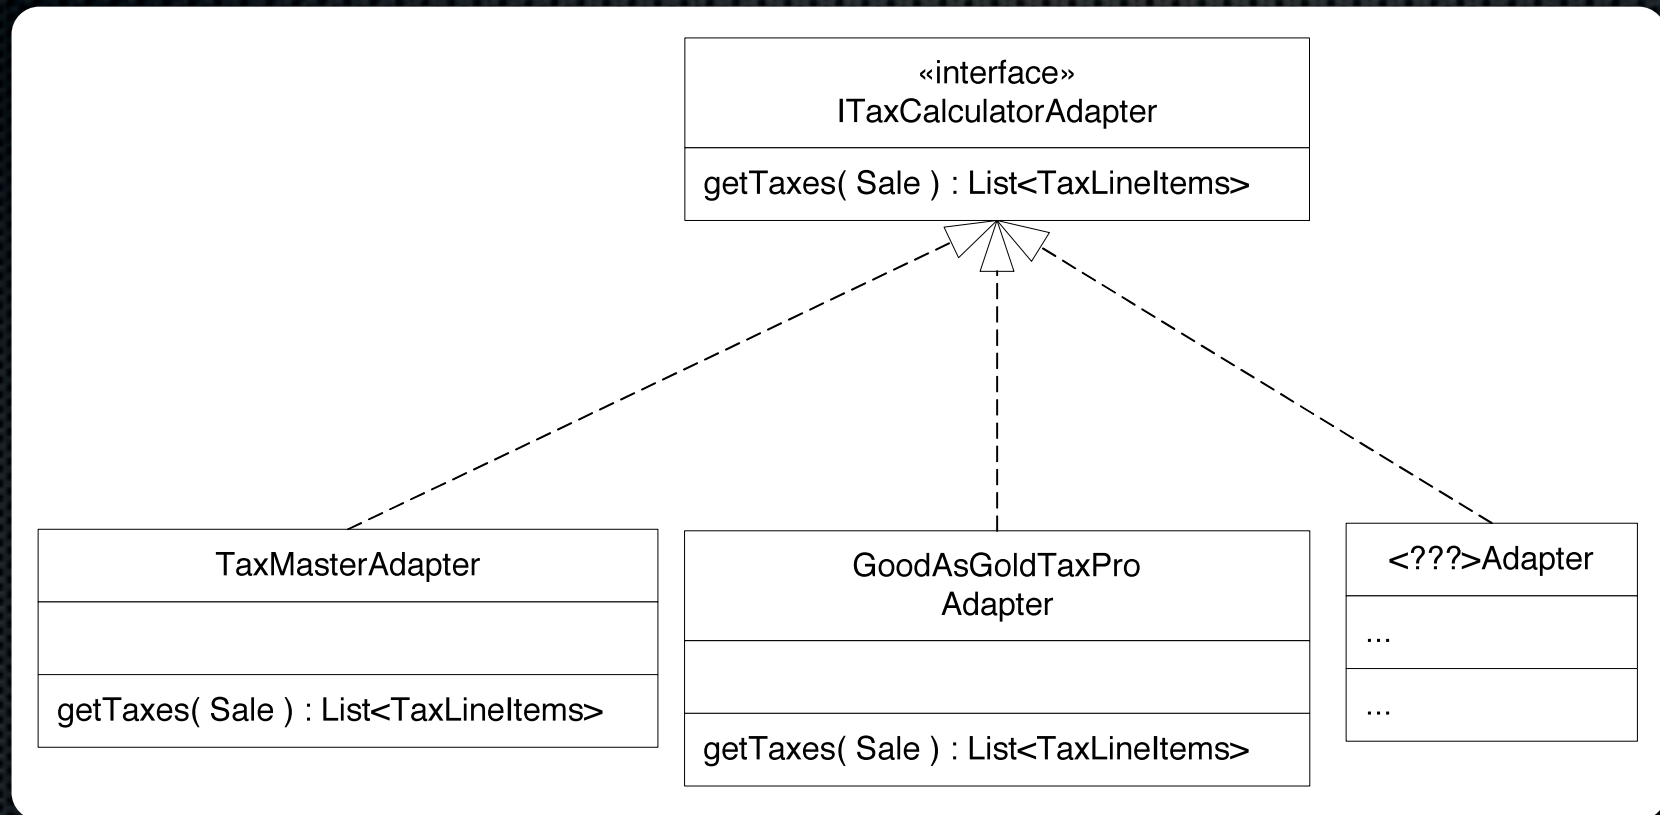 «interface»
ITaxCalculatorAdapter
getTaxes( Sale ) : List<TaxLineItems>
TaxMasterAdapter
getTaxes( Sale ) : List<TaxLineItems>
GoodAsGoldTaxPro
Adapter
getTaxes( Sale ) : List<TaxLineItems>
<???>Adapter
...
...